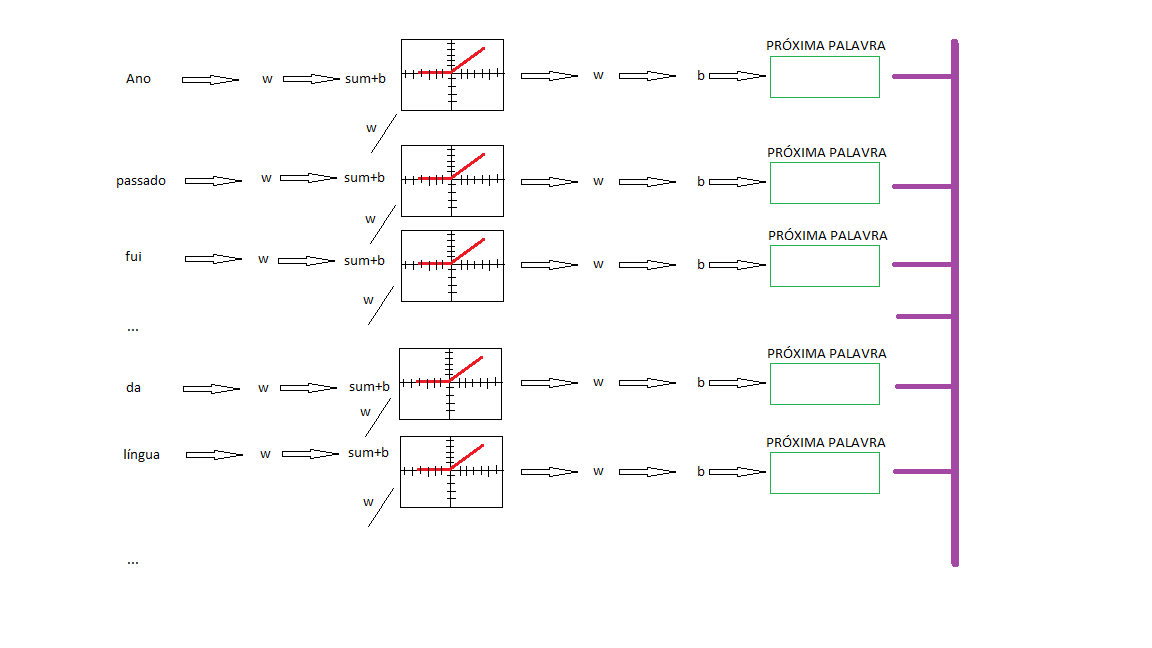 PRÓXIMA PALAVRA
Ano w sum+b w b
w
PRÓXIMA PALAVRA
passado w sum+b w b
w
PRÓXIMA PALAVRA
fui w sum+b w b
w
...
PRÓXIMA PALAVRA
da w sum+b w b
w
PRÓXIMA PALAVRA
língua w sum+b w b
w
...